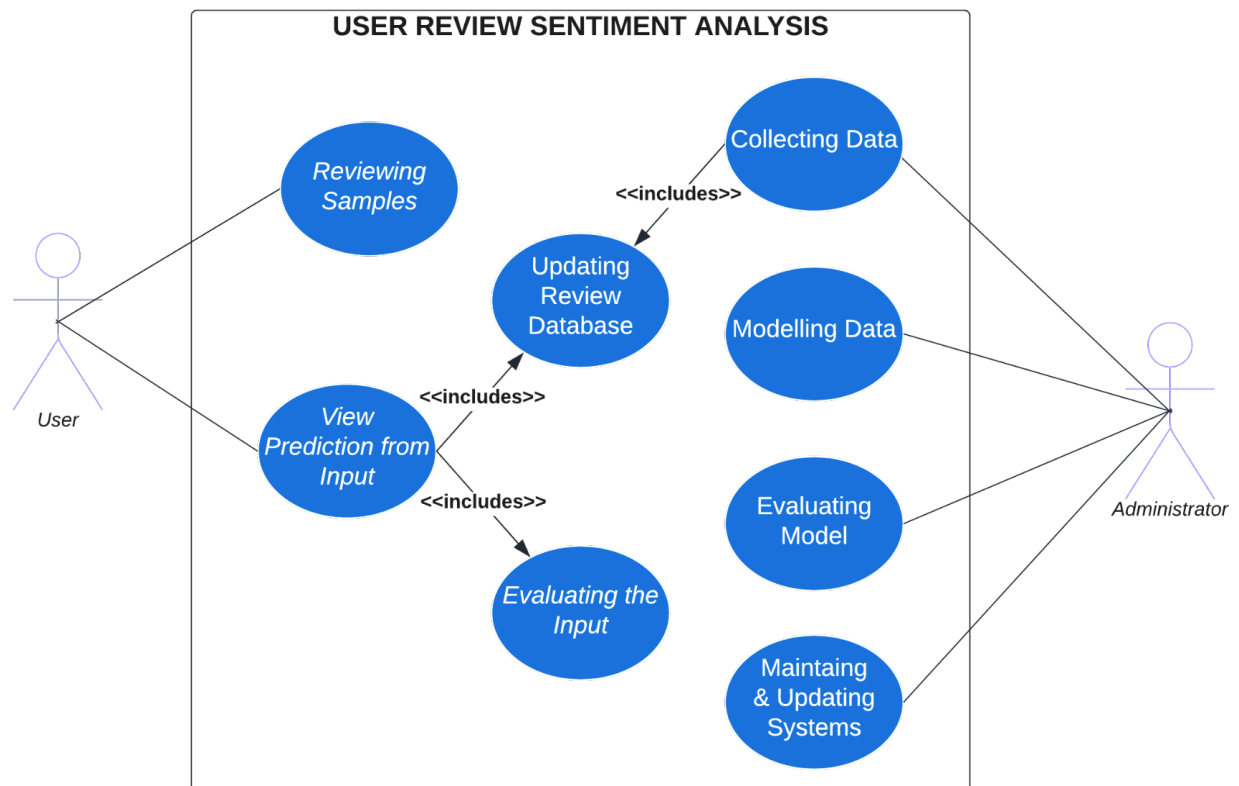 USER REVIEW SENTIMENT ANALYSIS
Collecting Data
Reviewing
Samples
<<includes>>
Updating
Review
Database
Modelling Data
User
<<includes>>
View
Prediction from
Input
<<includes>>
Evaluating
Model
Administrator
Evaluating the
Input
Maintaing
& Updating
Systems